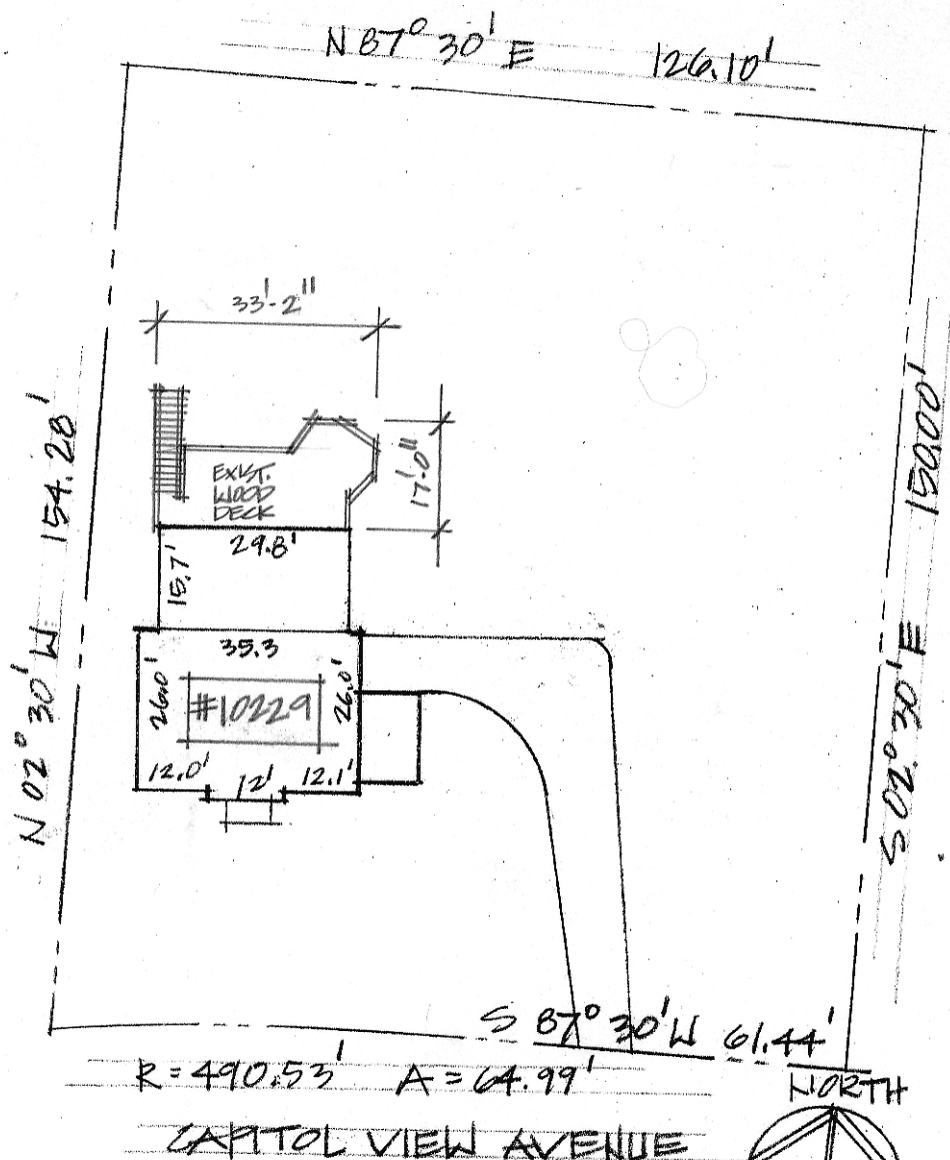 N 87° 30' E 126.10'
33'-2"
N 02° 30' W 154.28'
EXIST.
WOOD
DECK
17'-0"
29.8'
15.7'
S 02° 30' E 150.00'
35.3
26.0'
#10229
26.0'
12.0'
12'
12.1'
S 87° 30' W 61.44'
R = 490.53' A = 64.99'
NORTH
CAPITOL VIEW AVENUE